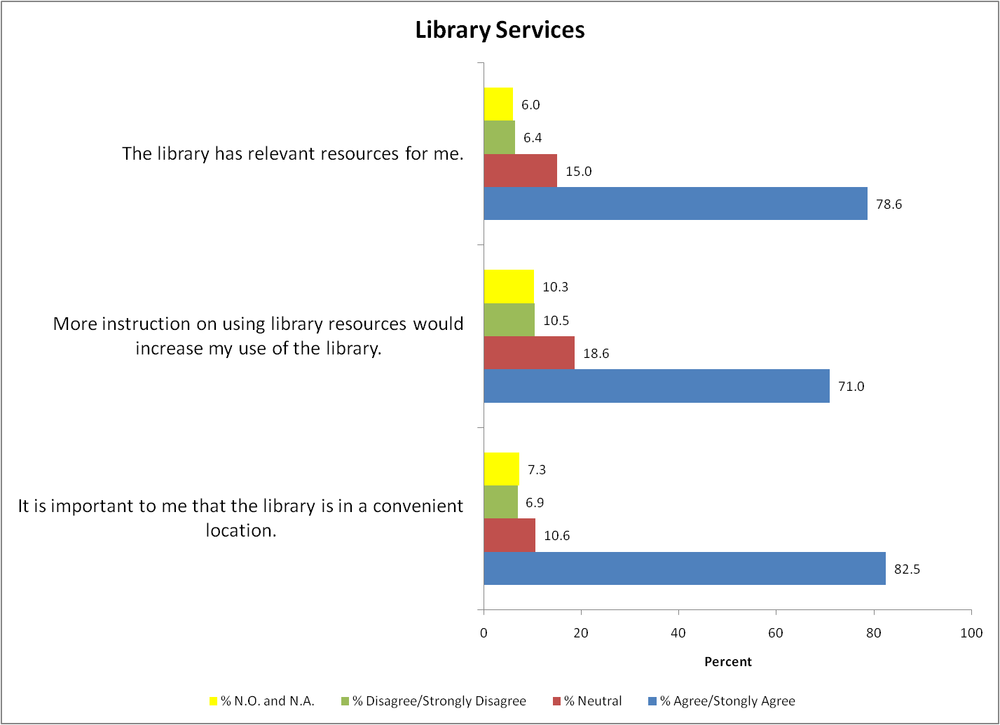 Library Services
The library has relevant resources for me.
6.0
6.4
15.0
78.6
More instruction on using library resources would
increase my use of the library.
10.3
10.5
18.6
71.0
It is important to me that the library is in a convenient
location.
7.3
6.9
10.6
82.5
0 20 40 60 80 100
Percent
% N.O. and N.A. % Disagree/Strongly Disagree % Neutral % Agree/Stongly Agree